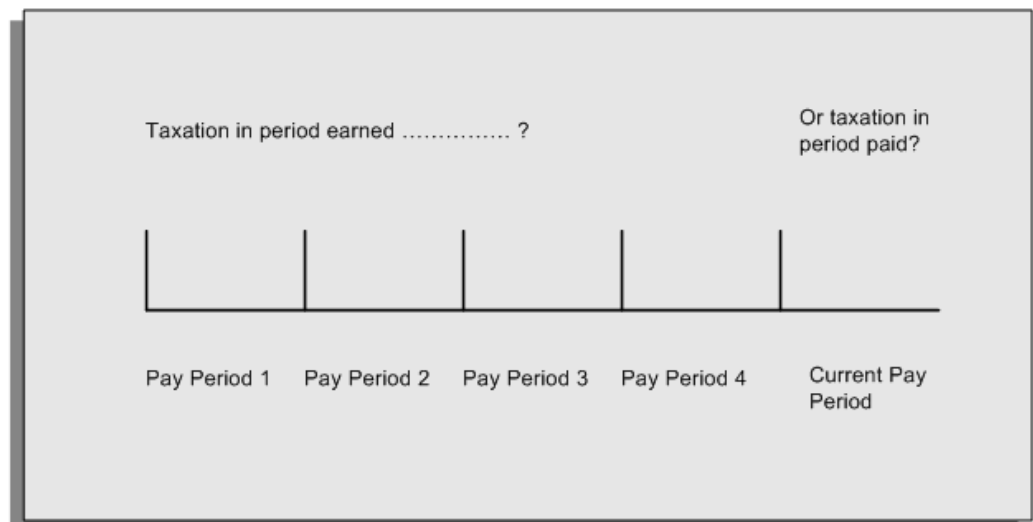 Taxation in period earned …………… ?
Or taxation in
period paid?
Pay Period 1
Pay Period 2
Pay Period 3
Pay Period 4
Current Pay
Period